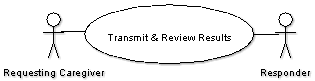 Transmit & Review Results
Requesting Caregiver
Responder